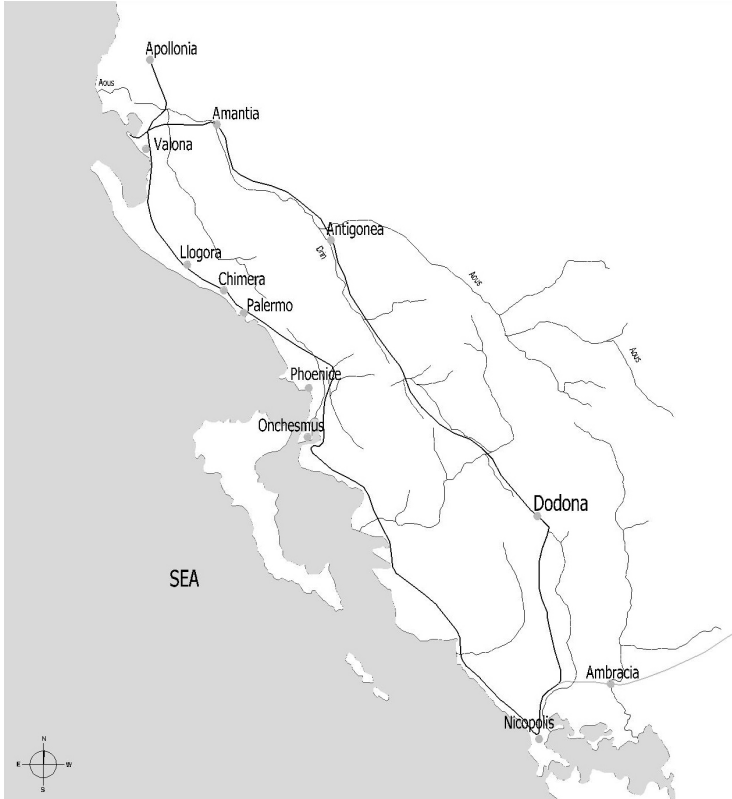 Apollonia
Aous
Amantia
Valona
Antigonea
Drin
Llogora
Aous
Chimera
Palermo
Aous
Phoenice
Onchesmus
Dodona
SEA
Ambracia
Nicopolis
N
E W
S